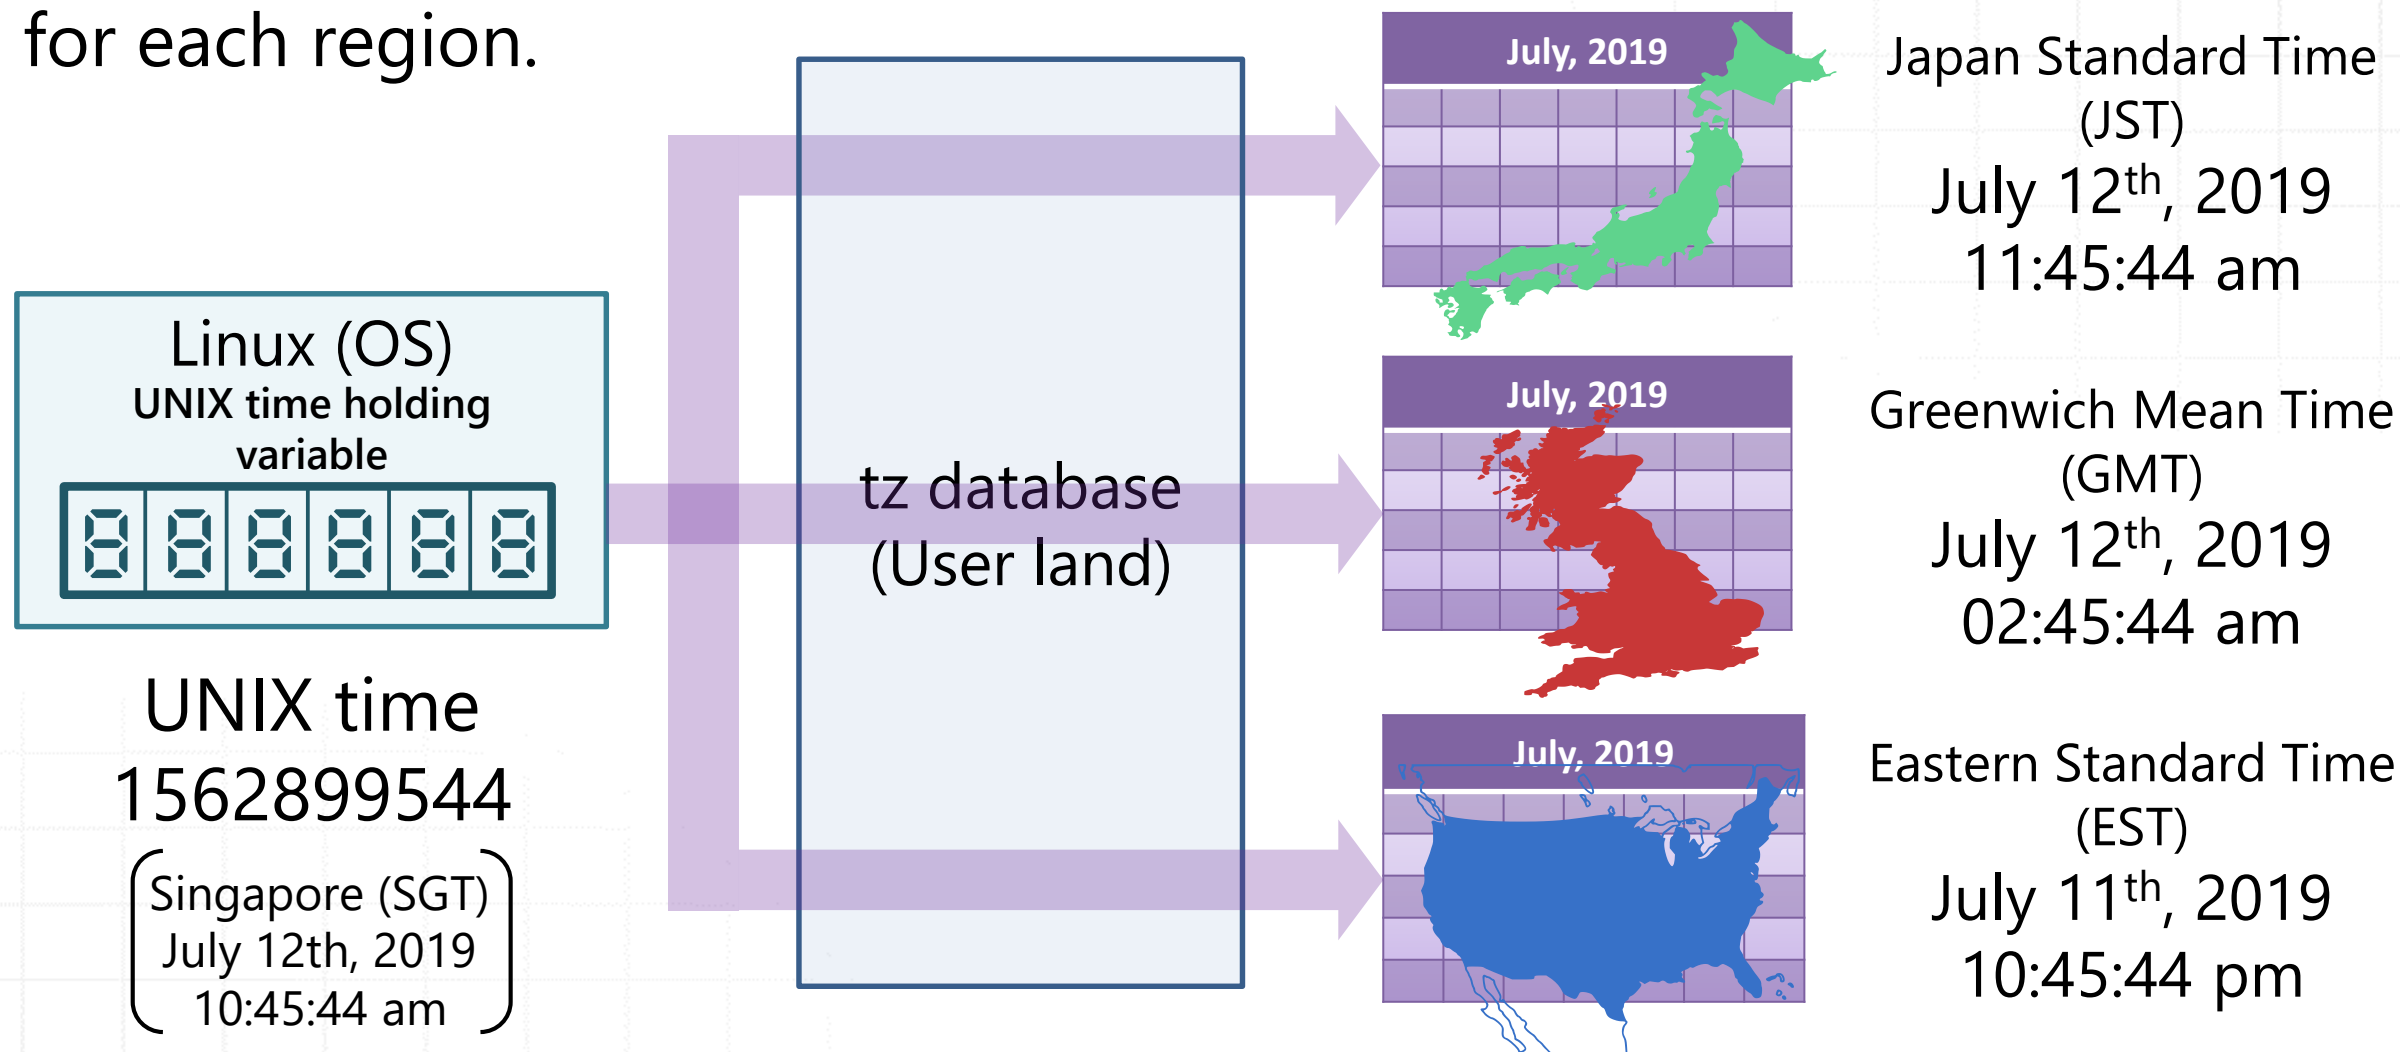 for each region.
Linux (OS)
UNIX time holding
variable
UNIX time
1562899544
Singapore (SGT)
July 12th, 2019
10:45:44 am
tz database
(User land)
July, 2019
Japan Standard Time
(JST)
July 12th, 2019
11:45:44 am
July, 2019
Greenwich Mean Time
(GMT)
July 12th, 2019
02:45:44 am
July, 2019
Eastern Standard Time
(EST)
July 11th, 2019
10:45:44 pm